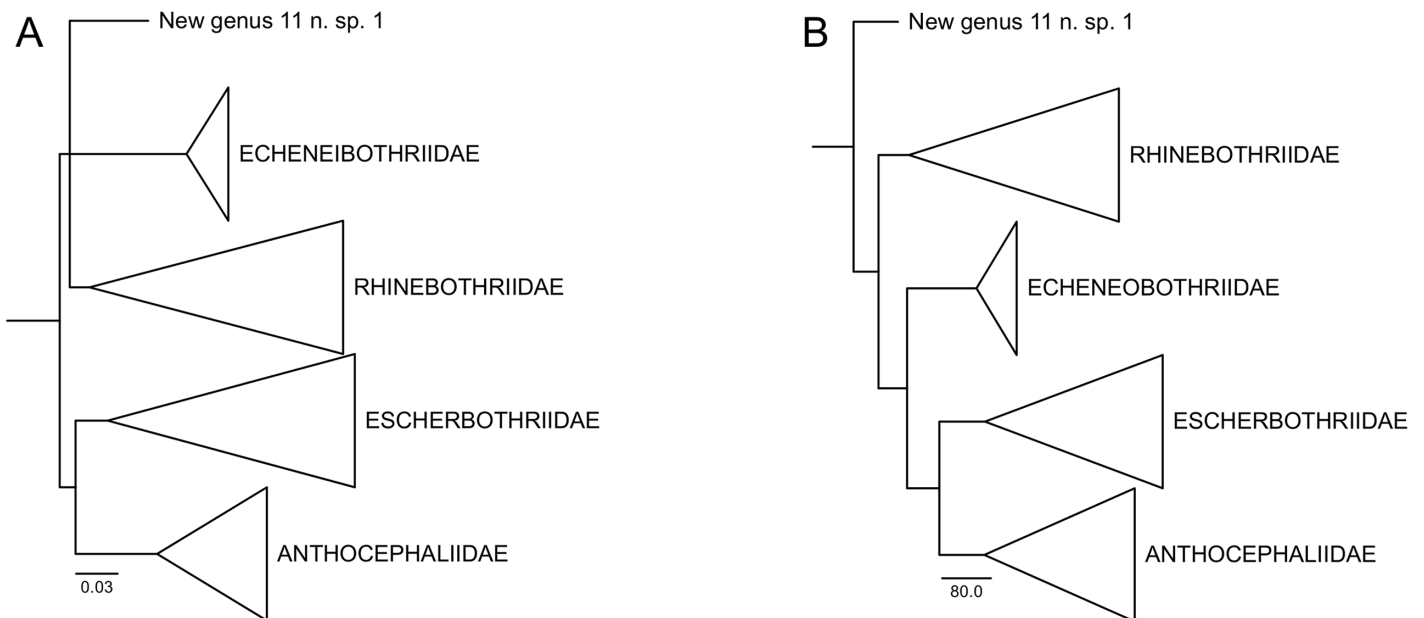 A
New genus 11 n. sp. 1
ECHENEIBOTHRIIDAE
RHINEBOTHRIIDAE
ESCHERBOTHRIIDAE
ANTHOCEPHALIIDAE
0.03
B
New genus 11 n. sp. 1
RHINEBOTHRIIDAE
ECHENEOBOTHRIIDAE
ESCHERBOTHRIIDAE
ANTHOCEPHALIIDAE
80.0